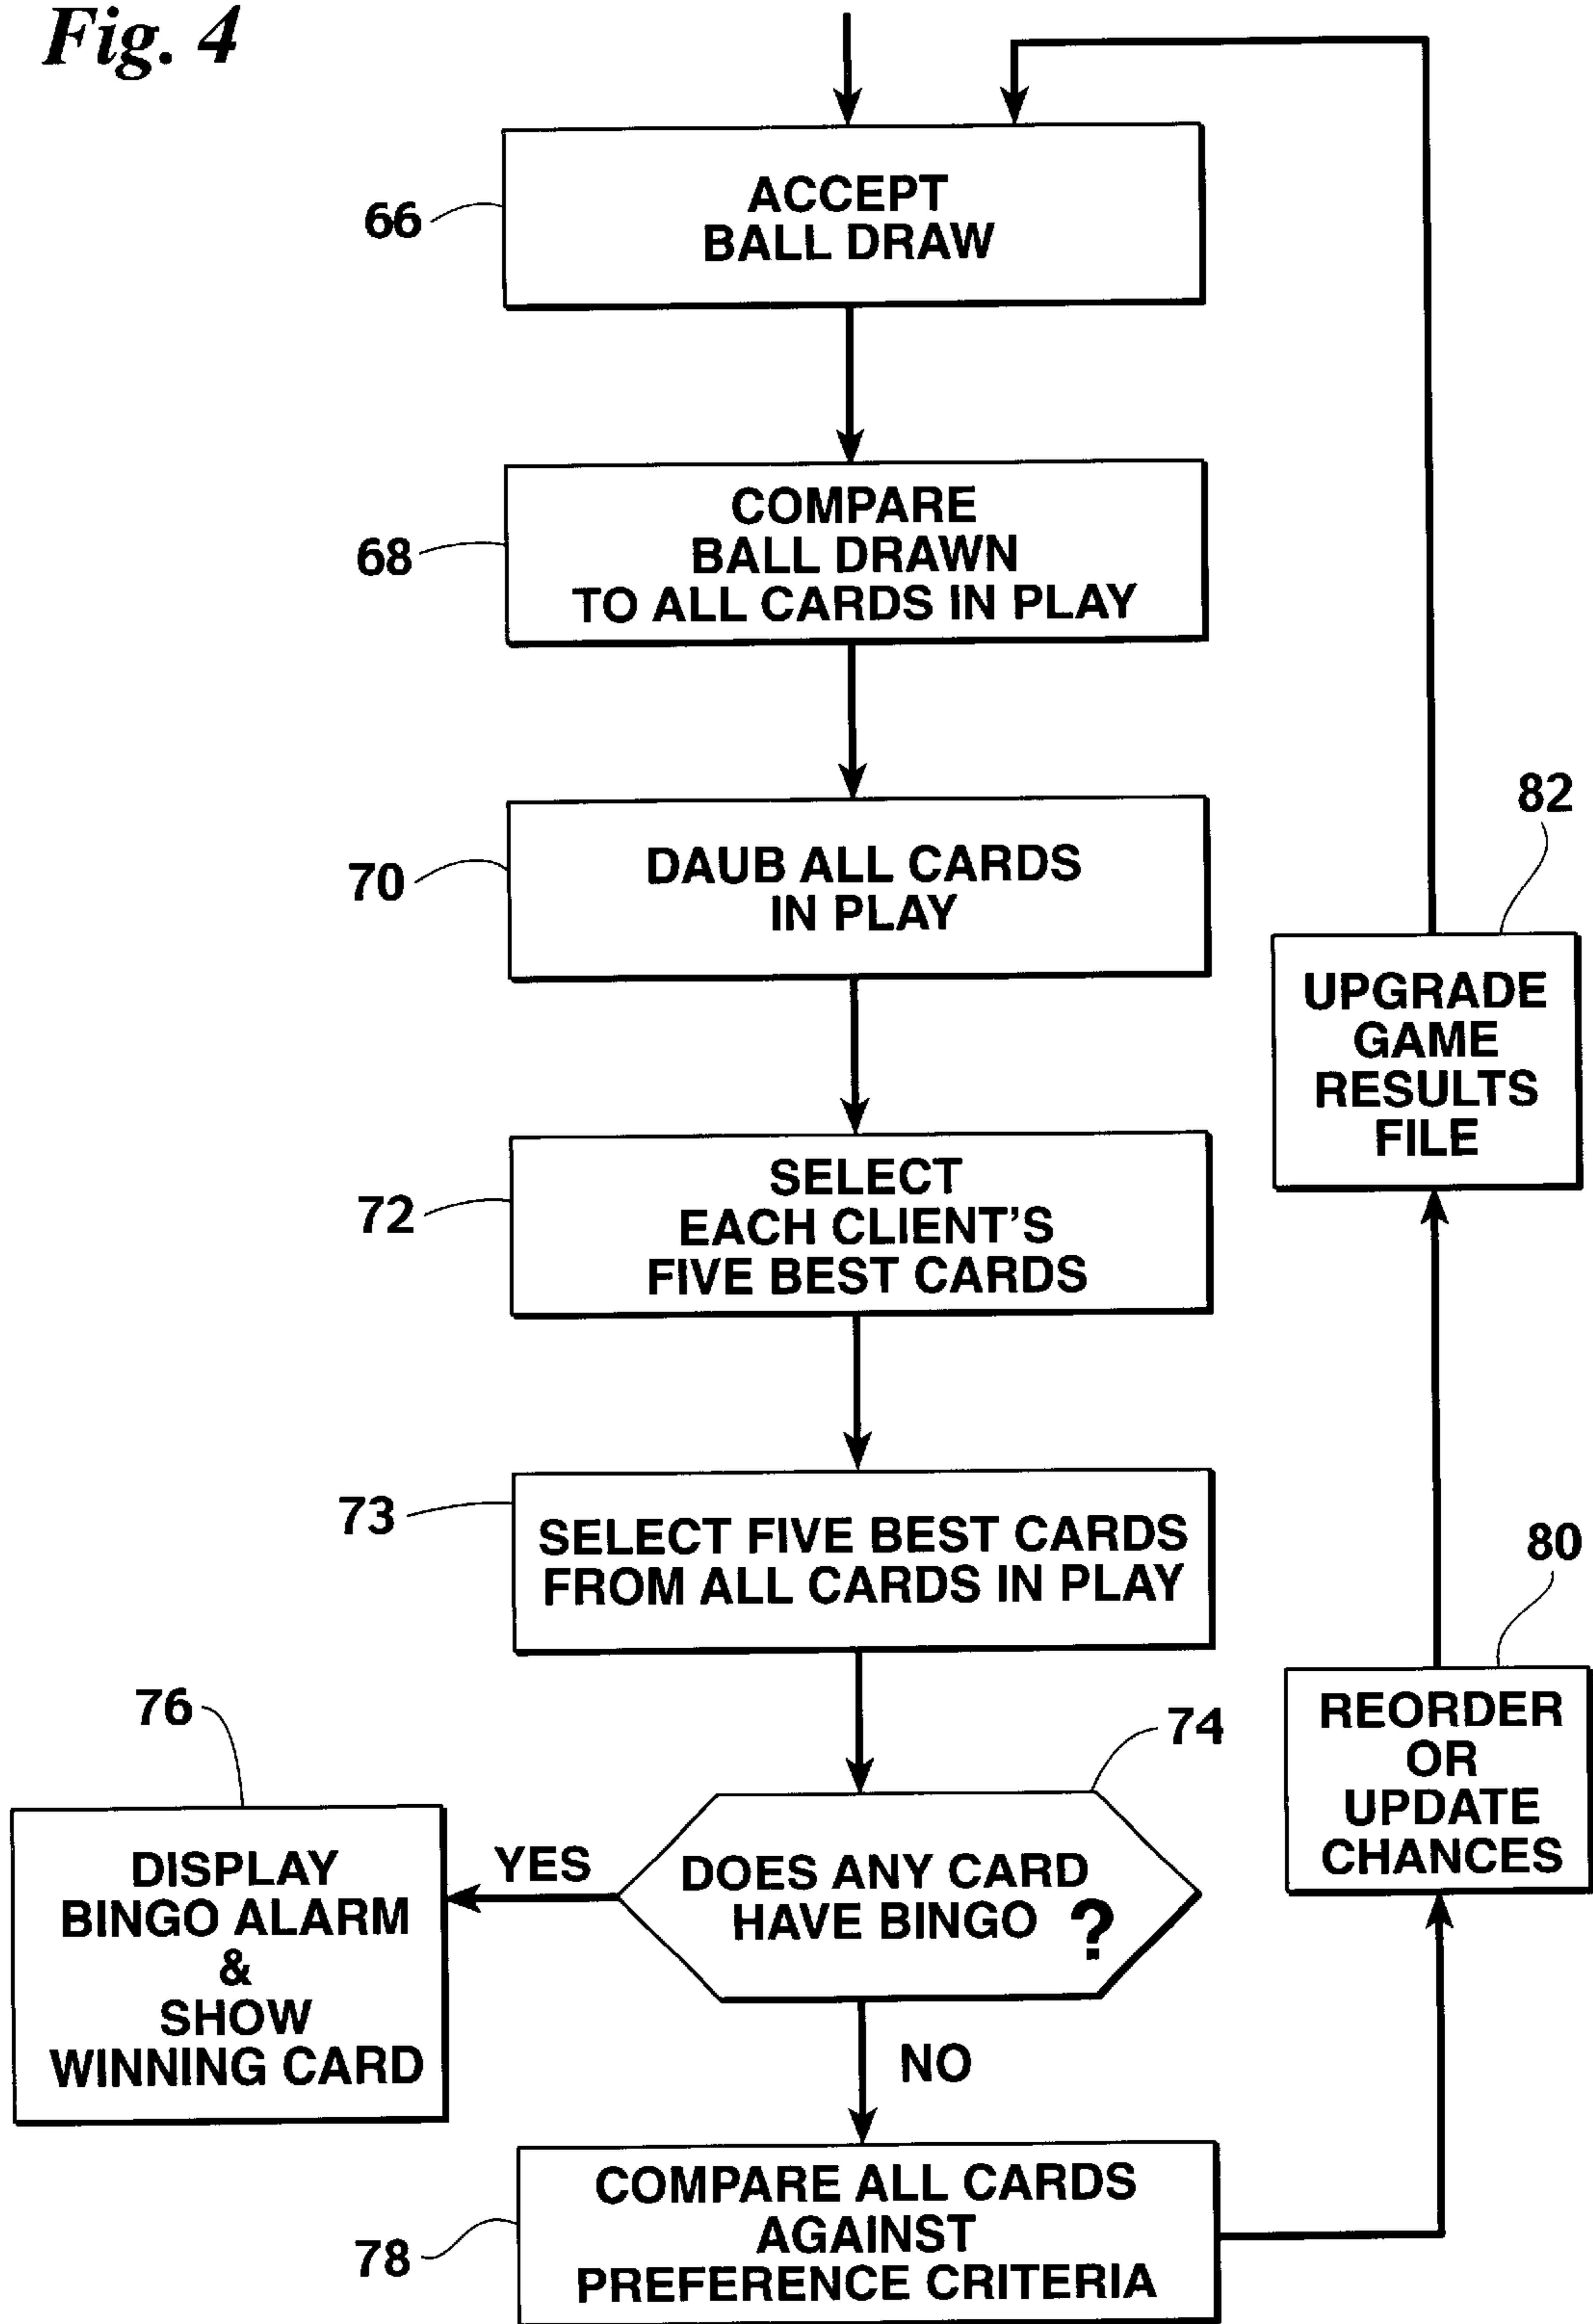 Fig. 4
66
ACCEPT
BALL DRAW
68
COMPARE
BALL DRAWN
TO ALL CARDS IN PLAY
70
DAUB ALL CARDS
IN PLAY
82
UPGRADE
GAME
RESULTS
FILE
72
SELECT
EACH CLIENT'S
FIVE BEST CARDS
73
SELECT FIVE BEST CARDS
FROM ALL CARDS IN PLAY
80
REORDER
OR
UPDATE
CHANCES
76
DISPLAY
BINGO ALARM
&
SHOW
WINNING CARD
YES
74
DOES ANY CARD
HAVE BINGO ?
NO
78
COMPARE ALL CARDS
AGAINST
PREFERENCE CRITERIA